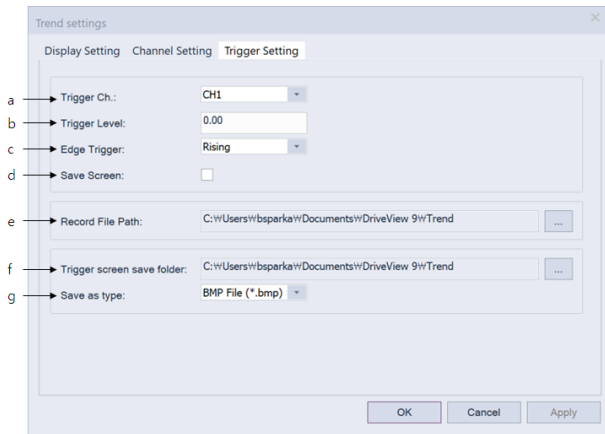 Trend settings
Display Setting Channel Setting Trigger Setting
a Trigger Ch.: CH1
b Trigger Level: 0.00
c Edge Trigger: Rising
d Save Screen:
e Record File Path: C:₩Users₩bsparka₩Documents₩DriveView 9₩Trend ...
f Trigger screen save folder: C:₩Users₩bsparka₩Documents₩DriveView 9₩Trend ...
g Save as type: BMP File (*.bmp)
OK Cancel Apply